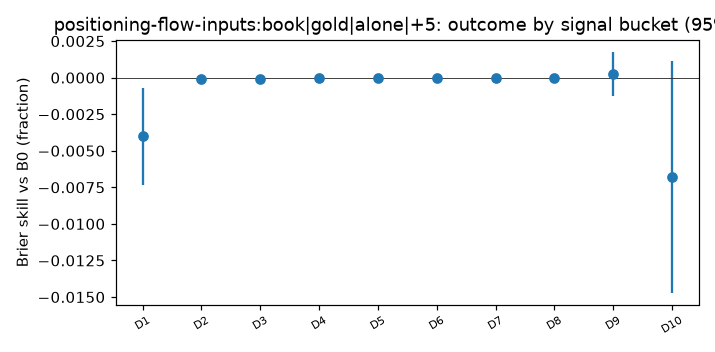 positioning-flow-inputs:book|gold|alone|+5: outcome by signal bucket (95
Brier skill vs B0 (fraction)
0.0025
0.0000
−0.0025
−0.0050
−0.0075
−0.0100
−0.0125
−0.0150
D1 D2 D3 D4 D5 D6 D7 D8 D9 D10